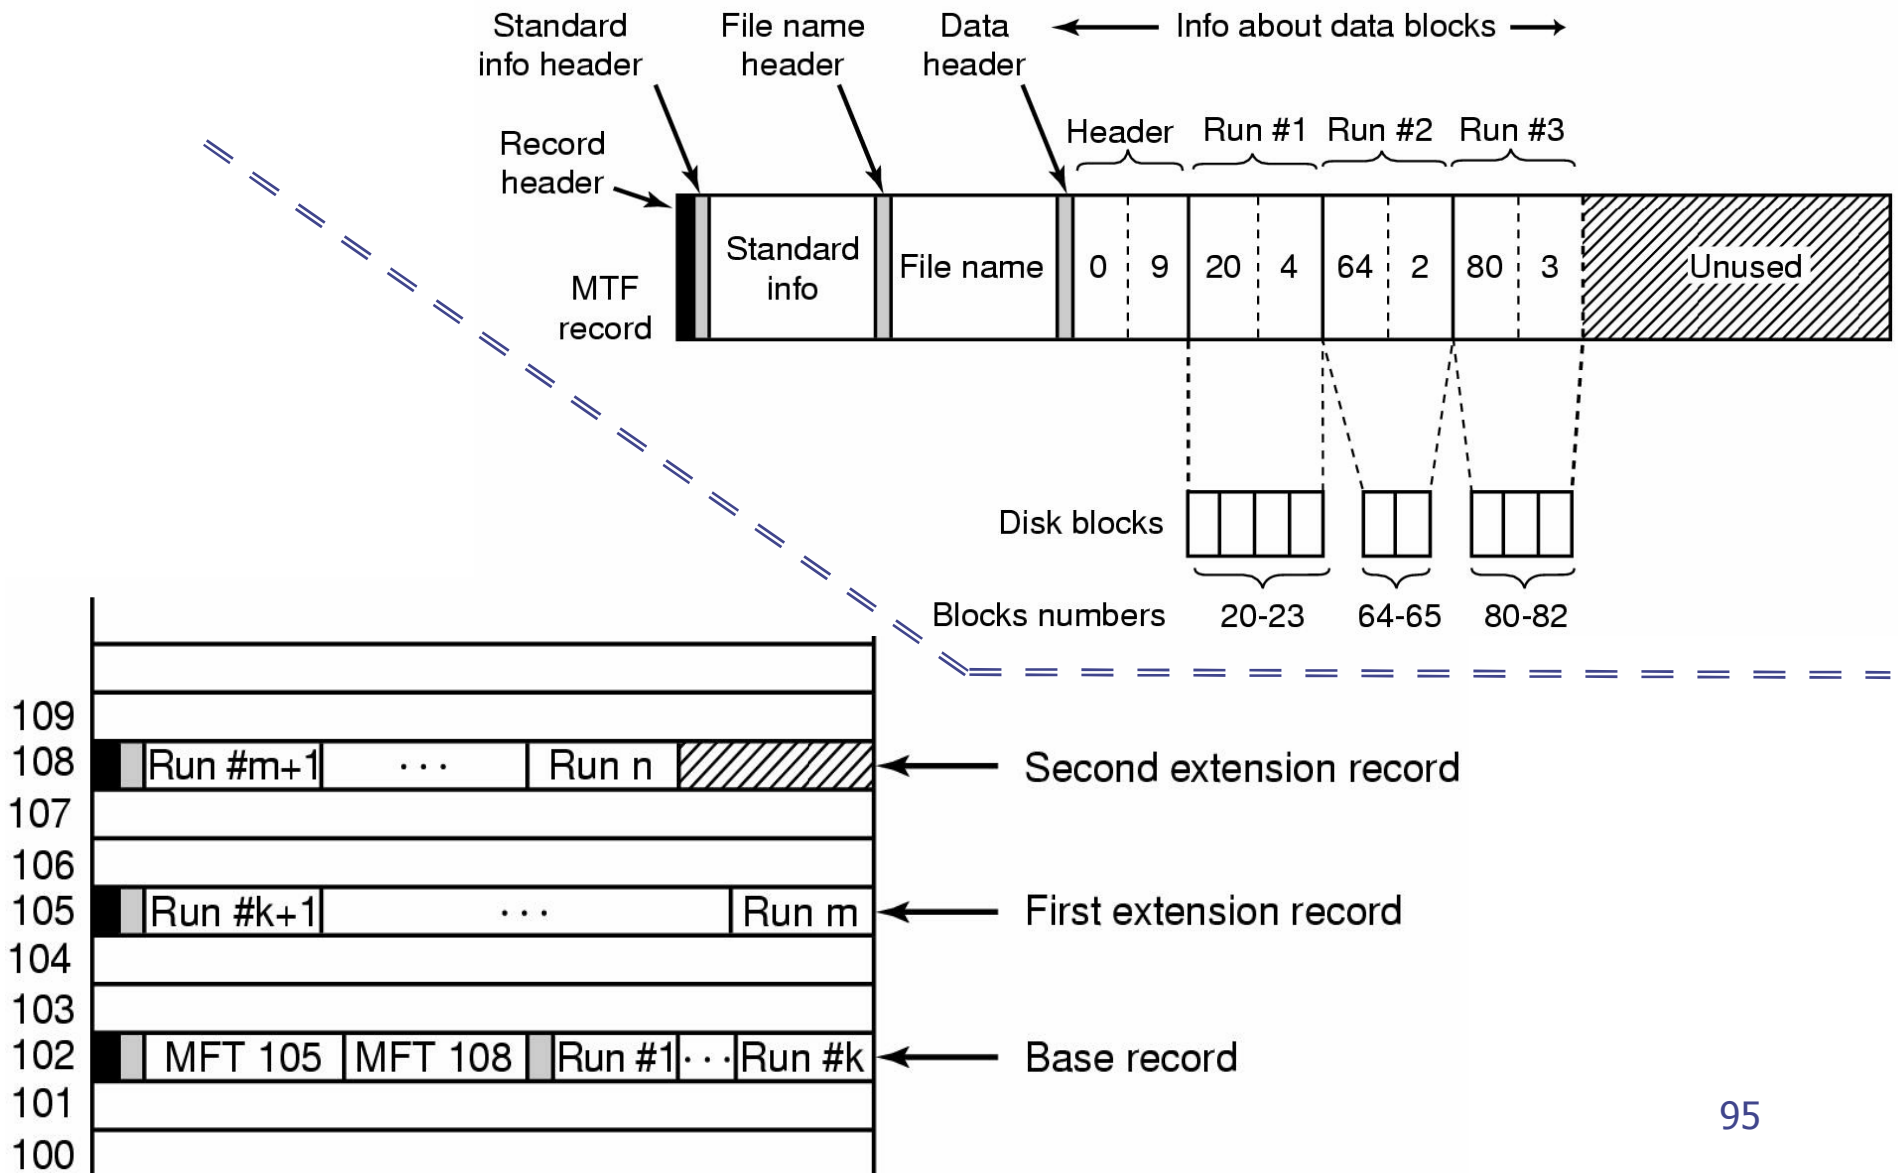 Standard
info header
File name
header
Data
header
Info about data blocks
Record
header
Header
Run #1
Run #2
Run #3
MTF
record
Standard
info
File name
0
9
20
4
64
2
80
3
Unused
Disk blocks
Blocks numbers
20-23
64-65
80-82
109
108
Run #m+1
· · ·
Run n
Second extension record
107
106
105
Run #k+1
· · ·
Run m
First extension record
104
103
102
MFT 105
MFT 108
Run #1
· · ·
Run #k
Base record
101
100
95